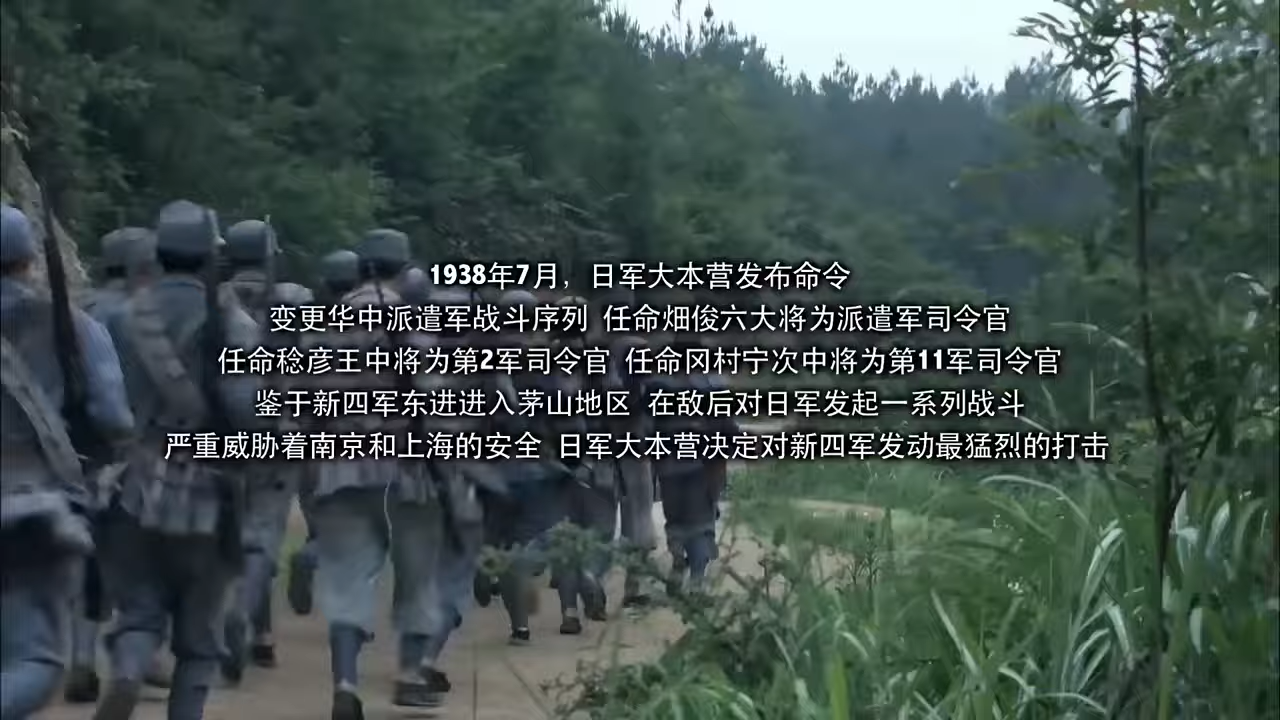 1938年7月，日军大本营发布命令
变更华中派遣军战斗序列 任命畑俊六大将为派遣军司令官
任命稔彦王中将为第2军司令官 任命冈村宁次中将为第11军司令官
鉴于新四军东进进入茅山地区 在敌后对日军发起一系列战斗
严重威胁着南京和上海的安全 日军大本营决定对新四军发动最猛烈的打击